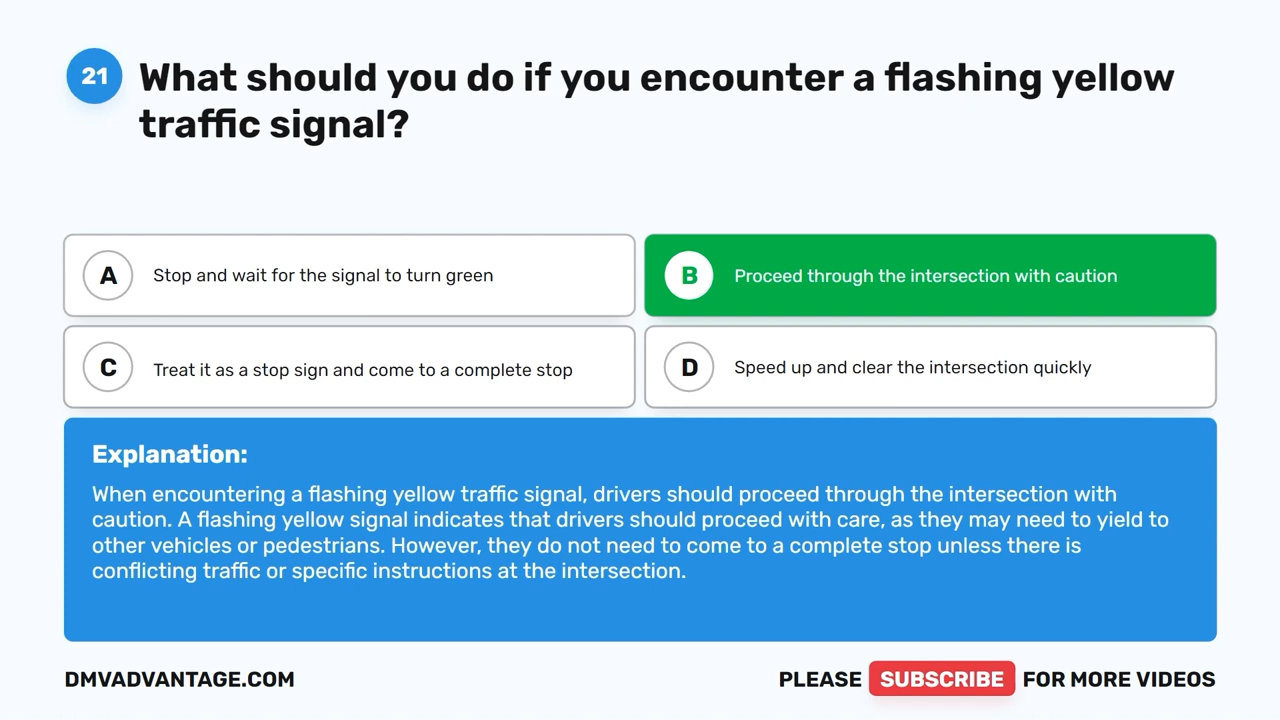 21
What should you do if you encounter a flashing yellow
traffic signal?
A
Stop and wait for the signal to turn green
B
Proceed through the intersection with caution
C
Treat it as a stop sign and come to a complete stop
D
Speed up and clear the intersection quickly
Explanation:
When encountering a flashing yellow traffic signal, drivers should proceed through the intersection with
caution. A flashing yellow signal indicates that drivers should proceed with care, as they may need to yield to
other vehicles or pedestrians. However, they do not need to come to a complete stop unless there is
conflicting traffic or specific instructions at the intersection.
DMVADVANTAGE.COM
PLEASE SUBSCRIBE FOR MORE VIDEOS